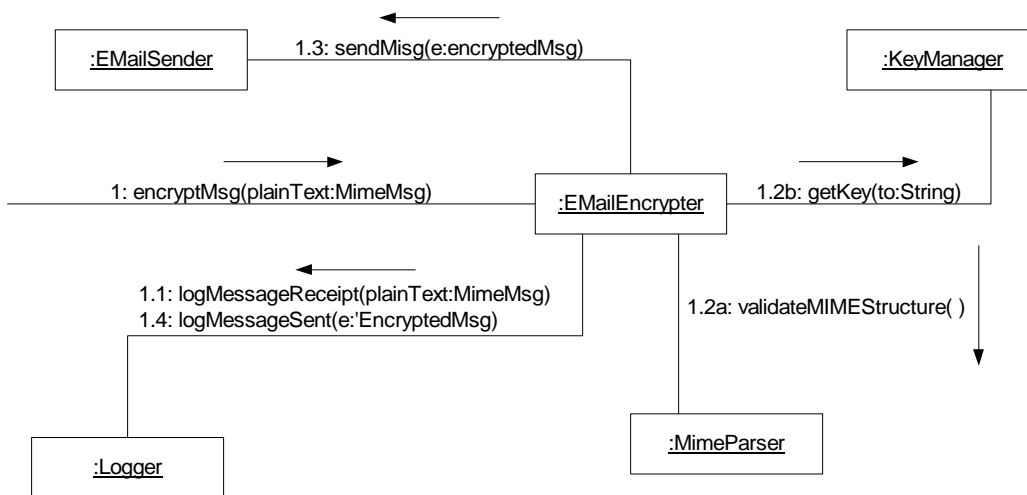 1.3: sendMisg(e:encryptedMsg)
:EMailSender
:KeyManager
1: encryptMsg(plainText:MimeMsg)
:EMailEncrypter
1.2b: getKey(to:String)
1.1: logMessageReceipt(plainText:MimeMsg)
1.4: logMessageSent(e:'EncryptedMsg)
1.2a: validateMIMEStructure( )
:MimeParser
:Logger